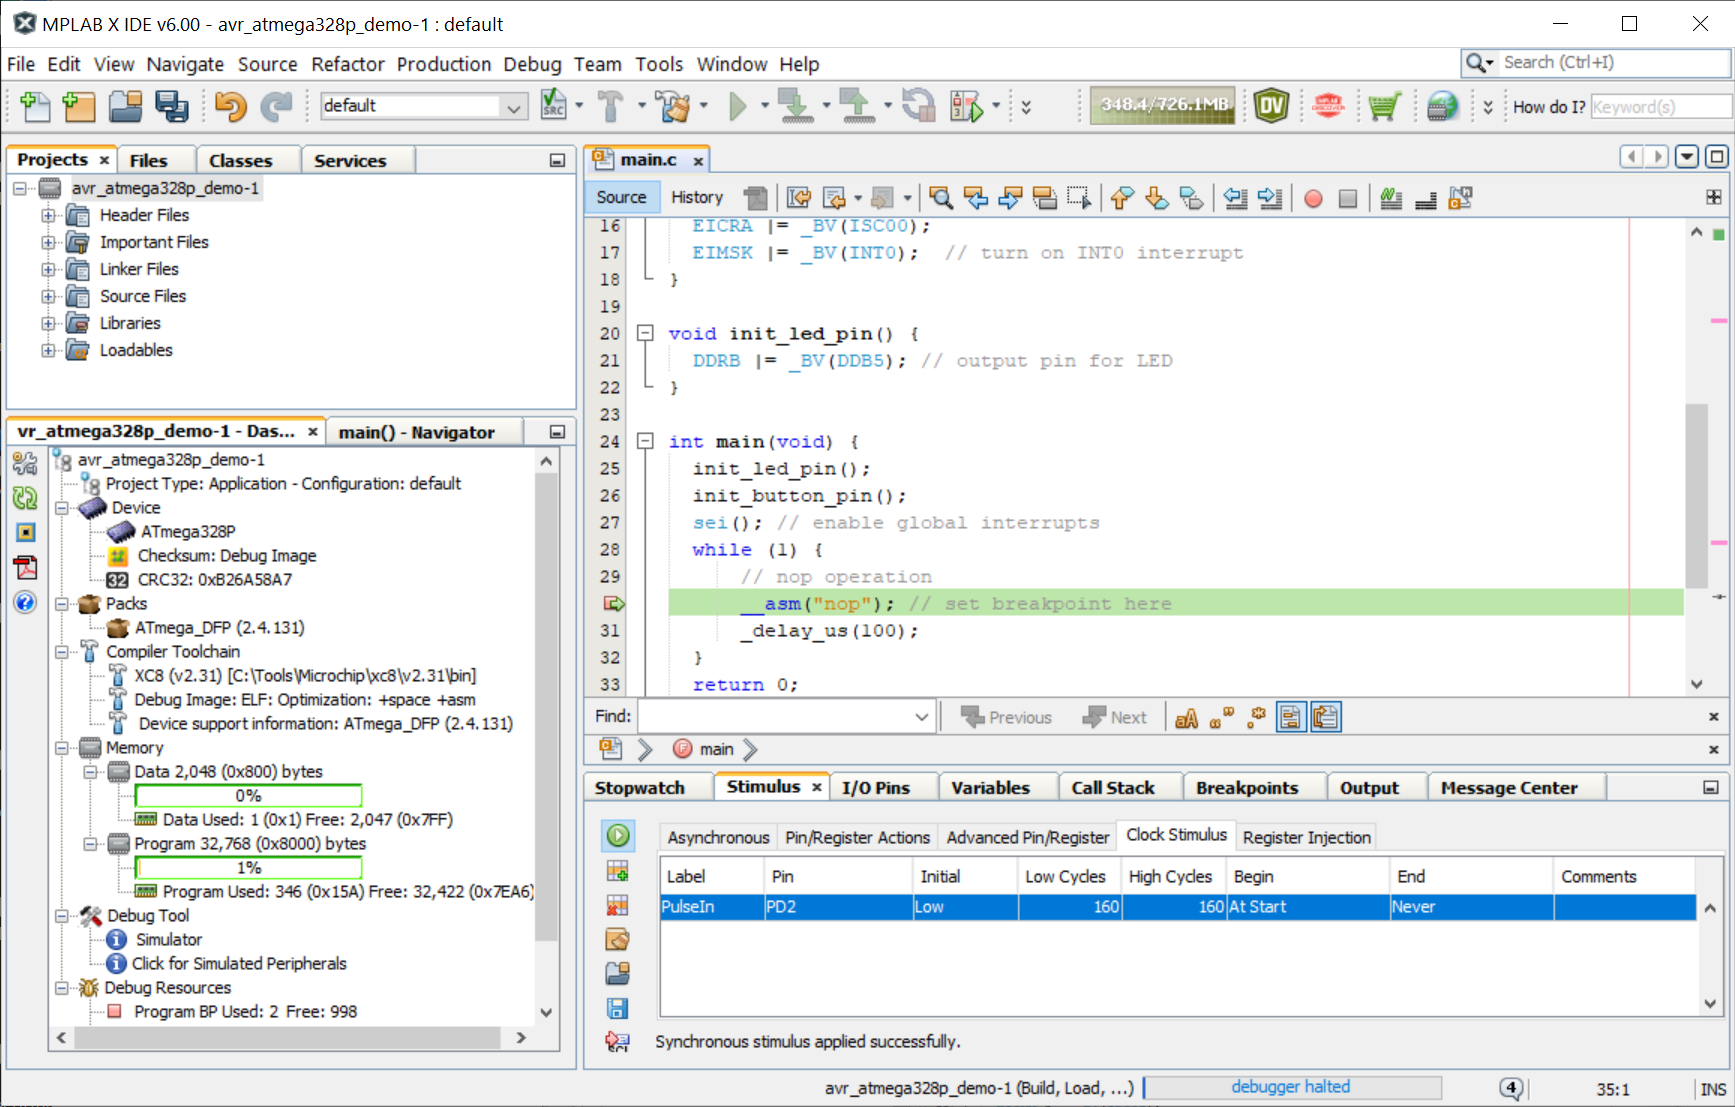 MPLAB X IDE v6.00 - avr_atmega328p_demo-1 : default
File Edit View Navigate Source Refactor Production Debug Team Tools Window Help
Search (Ctrl+I)
default
SRC
348.4/726.1MB
DV
How do I? Keyword(s)
Projects × Files Classes Services
avr_atmega328p_demo-1
Header Files
Important Files
Linker Files
Source Files
Libraries
Loadables
vr_atmega328p_demo-1 - Das... × main() - Navigator
avr_atmega328p_demo-1
Project Type: Application - Configuration: default
Device
ATmega328P
Checksum: Debug Image
32 CRC32: 0xB26A58A7
Packs
ATmega_DFP (2.4.131)
Compiler Toolchain
XC8 (v2.31) [C:\Tools\Microchip\xc8\v2.31\bin]
Debug Image: ELF: Optimization: +space +asm
Device support information: ATmega_DFP (2.4.131)
Memory
Data 2,048 (0x800) bytes
0%
Data Used: 1 (0x1) Free: 2,047 (0x7FF)
Program 32,768 (0x8000) bytes
1%
Program Used: 346 (0x15A) Free: 32,422 (0x7EA6)
Debug Tool
Simulator
Click for Simulated Peripherals
Debug Resources
Program BP Used: 2 Free: 998
main.c ×
Source History
16 EICRA |= _BV(ISC00);
17 EIMSK |= _BV(INT0); // turn on INT0 interrupt
18 }
19
20 void init_led_pin() {
21 DDRB |= _BV(DDB5); // output pin for LED
22 }
23
24 int main(void) {
25 init_led_pin();
26 init_button_pin();
27 sei(); // enable global interrupts
28 while (1) {
29 // nop operation
__asm("nop"); // set breakpoint here
31 _delay_us(100);
32 }
33 return 0;
Find: Previous Next
main
Stopwatch Stimulus × I/O Pins Variables Call Stack Breakpoints Output Message Center
Asynchronous Pin/Register Actions Advanced Pin/Register Clock Stimulus Register Injection
Label Pin Initial Low Cycles High Cycles Begin End Comments
PulseIn PD2 Low 160 160 At Start Never
Synchronous stimulus applied successfully.
avr_atmega328p_demo-1 (Build, Load, ...) debugger halted 4 35:1 INS